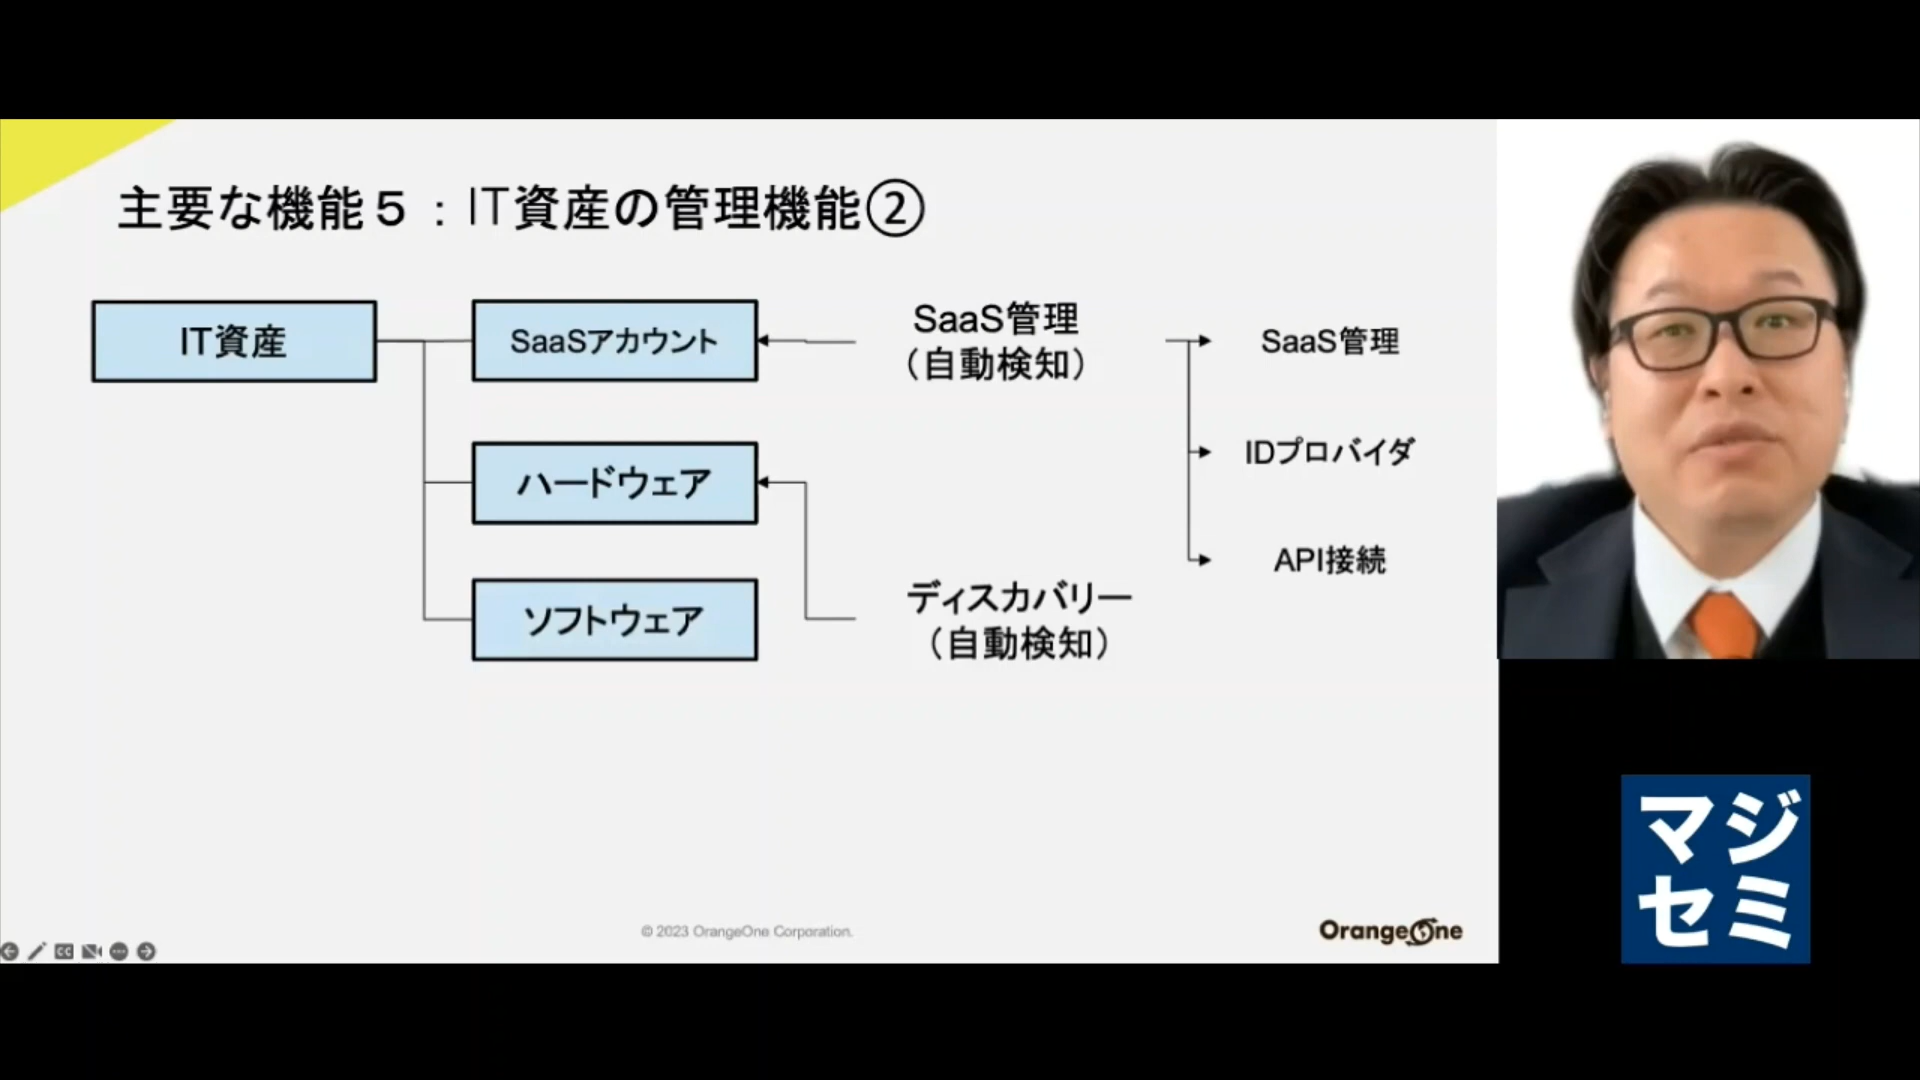 主要な機能５：IT資産の管理機能②
IT資産
SaaSアカウント
SaaS管理
（自動検知）
SaaS管理
ハードウェア
IDプロバイダ
API接続
ソフトウェア
ディスカバリー
（自動検知）
© 2023 OrangeOne Corporation.
OrangeOne
CC
マジ
セミ